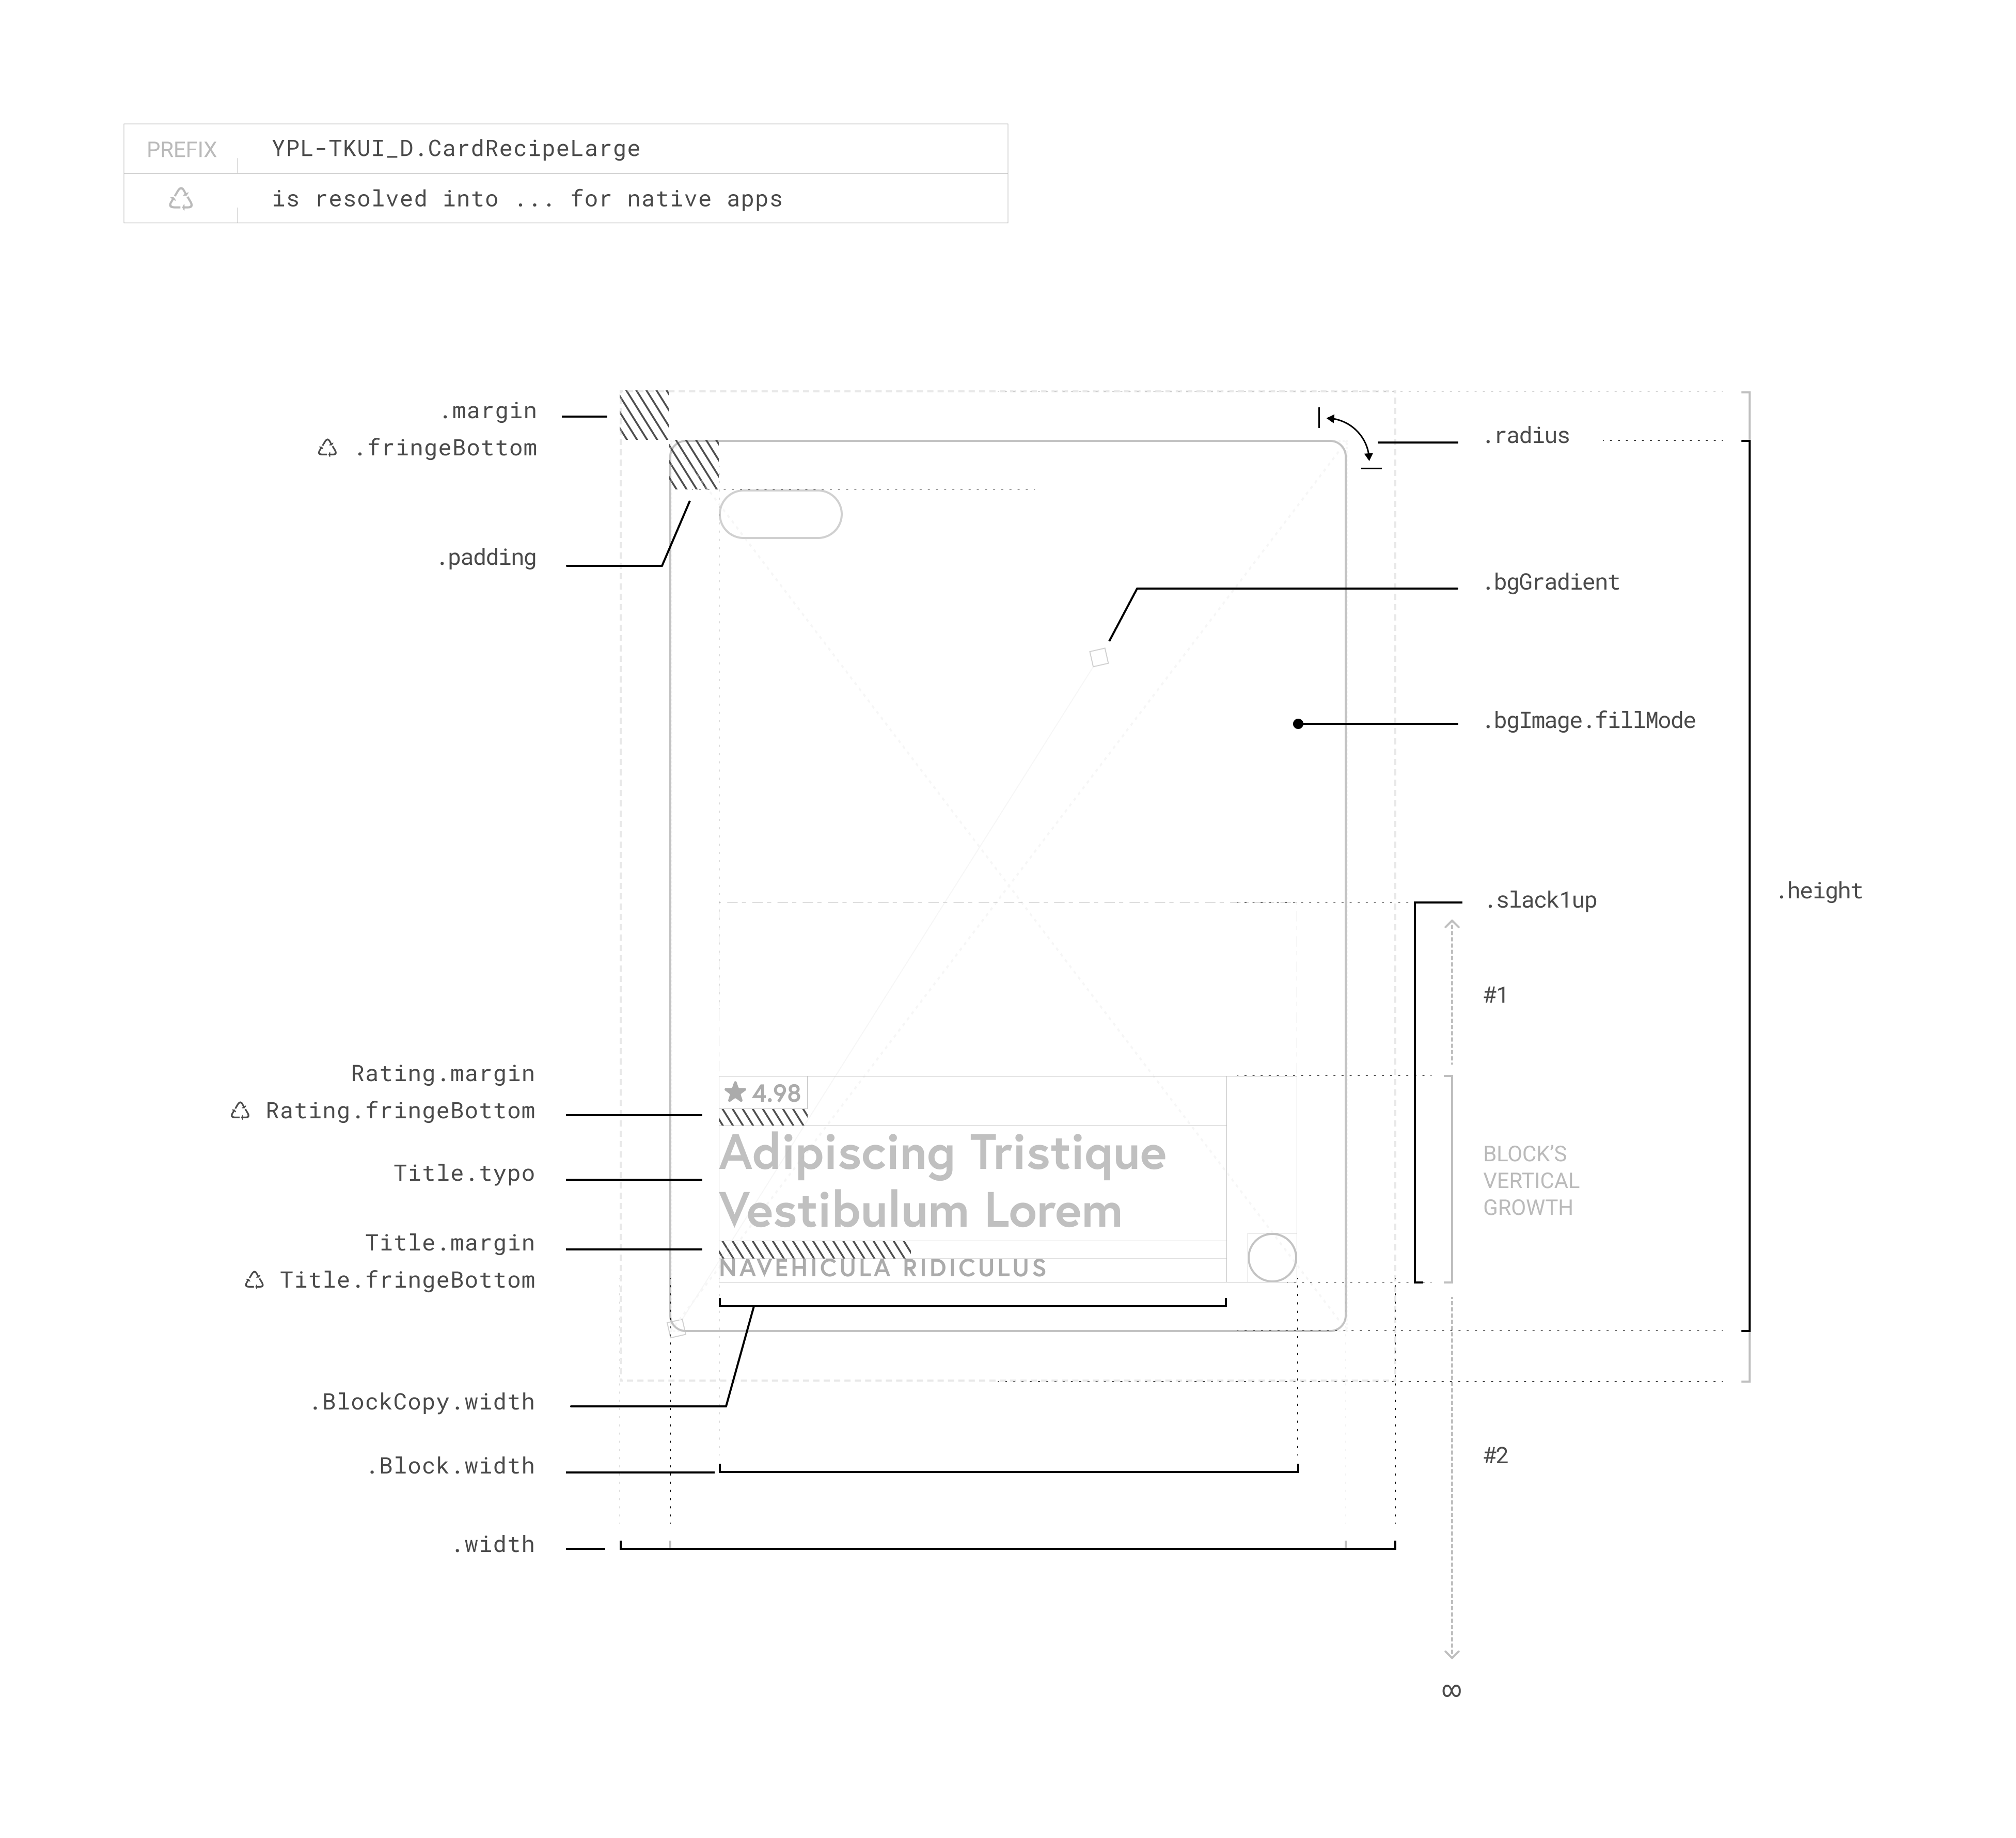 PREFIX YPL-TKUI_D.CardRecipeLarge
is resolved into ... for native apps
.margin
.fringeBottom
.radius
.padding
.bgGradient
.bgImage.fillMode
.slack1up
.height
#1
Rating.margin
Rating.fringeBottom
4.98
Title.typo
Adipiscing Tristique
Vestibulum Lorem
BLOCK’S
VERTICAL
GROWTH
Title.margin
Title.fringeBottom
NAVEHICULA RIDICULUS
.BlockCopy.width
.Block.width
#2
.width
∞